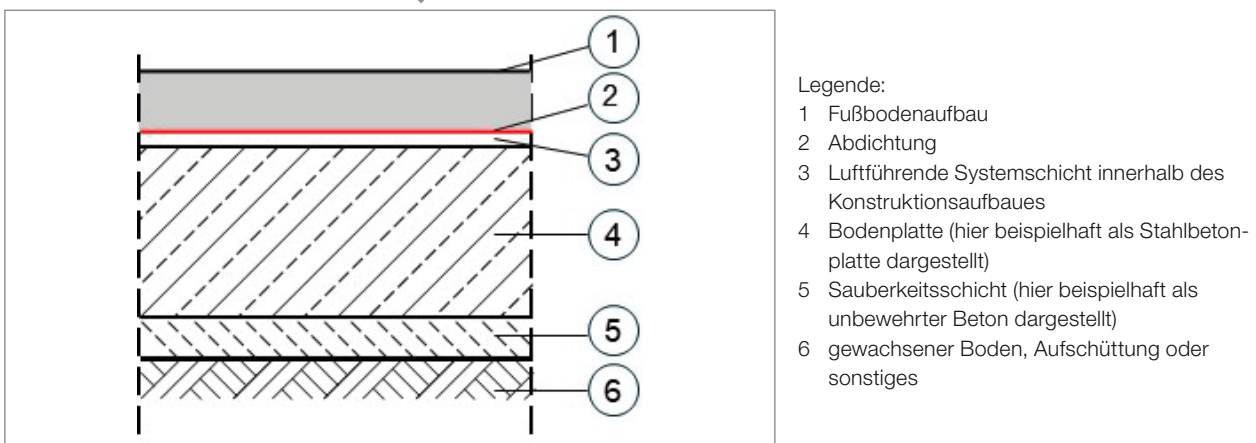 1
2
3
4
5
6
Legende:
1 Fußbodenaufbau
2 Abdichtung
3 Luftführende Systemschicht innerhalb des
Konstruktionsaufbaues
4 Bodenplatte (hier beispielhaft als Stahlbeton-
platte dargestellt)
5 Sauberkeitsschicht (hier beispielhaft als
unbewehrter Beton dargestellt)
6 gewachsener Boden, Aufschüttung oder
sonstiges